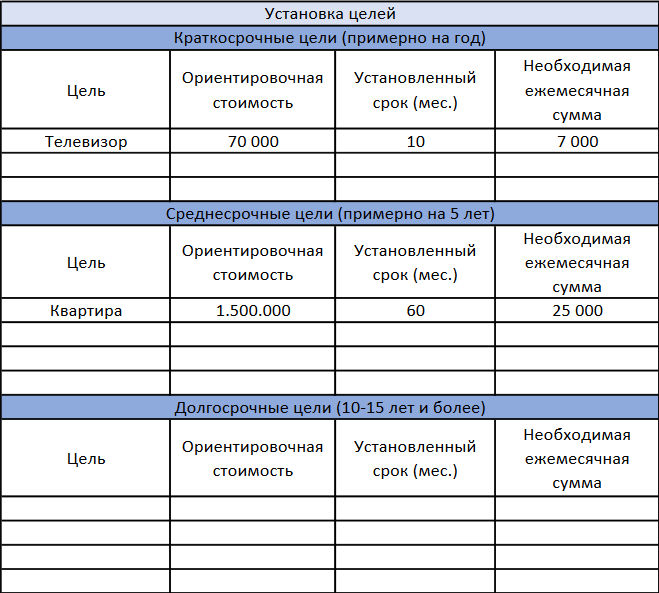 Установка целей
Краткосрочные цели (примерно на год)
Цель
Ориентировочная
стоимость
Установленный
срок (мес.)
Необходимая
ежемесячная
сумма
Телевизор 70 000 10 7 000
Среднесрочные цели (примерно на 5 лет)
Цель
Ориентировочная
стоимость
Установленный
срок (мес.)
Необходимая
ежемесячная
сумма
Квартира 1.500.000 60 25 000
Долгосрочные цели (10-15 лет и более)
Цель
Ориентировочная
стоимость
Установленный
срок (мес.)
Необходимая
ежемесячная
сумма